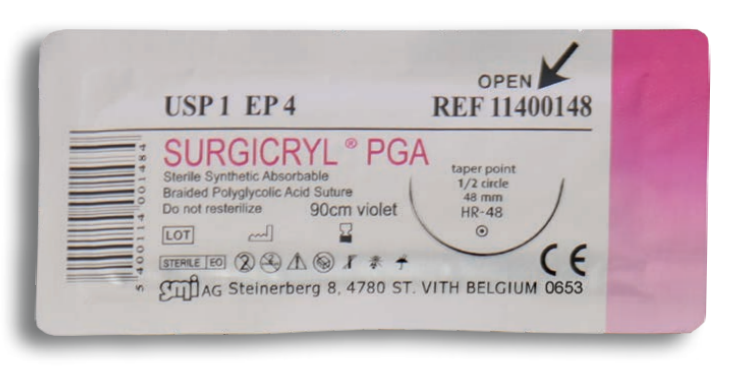 OPEN
USP 1 EP 4 REF 11400148
SURGICRYL® PGA
Sterile Synthetic Absorbable
Braided Polyglycolic Acid Suture
Do not resterilize 90cm violet
taper point
1/2 circle
48 mm
HR-48
LOT
STERILE EO 2
CE
smi AG Steinerberg 8, 4780 ST. VITH BELGIUM 0653
5 400114 001484